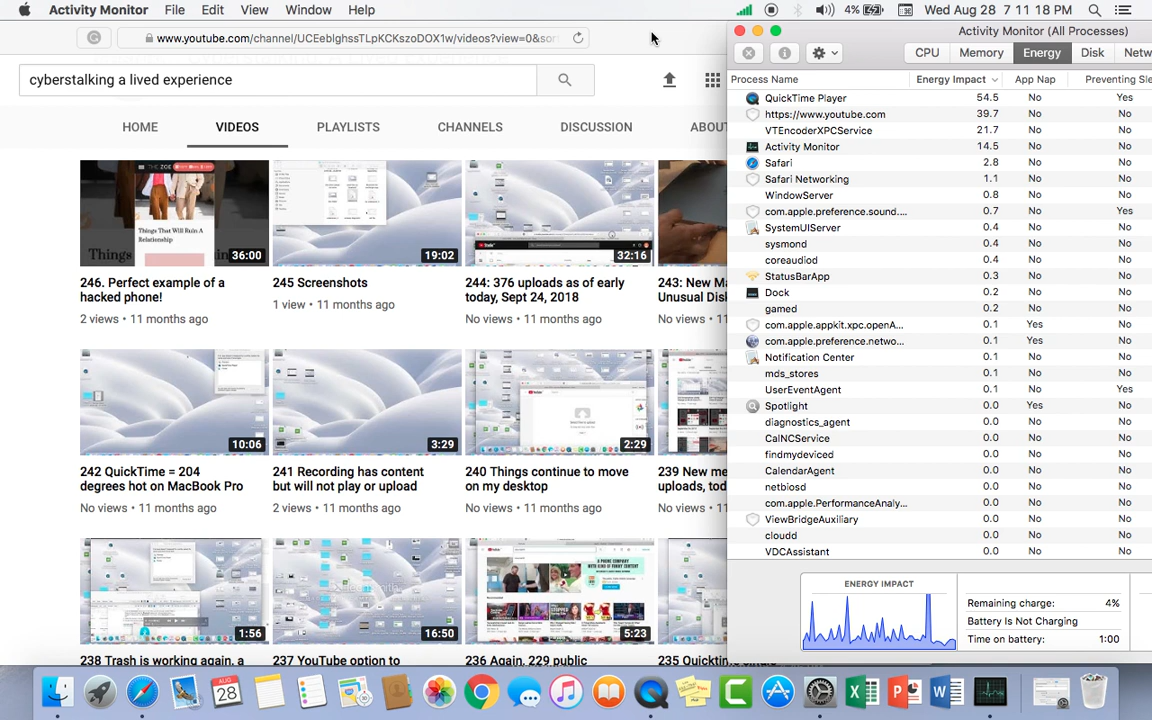 Activity Monitor File Edit View Window Help
4% Wed Aug 28 7 11 18 PM
www.youtube.com/channel/UCEeblghssTLpKCKszoDOX1w/videos?view=0&sor
cyberstalking a lived experience
HOME VIDEOS PLAYLISTS CHANNELS DISCUSSION ABOU
THE ZOE
Things That Will Ruin A
Relationship
Things
36:00
19:02
32:16
246. Perfect example of a
hacked phone!
2 views • 11 months ago
245 Screenshots
1 view • 11 months ago
244: 376 uploads as of early
today, Sept 24, 2018
No views • 11 months ago
243: New Ma
Unusual Disk
No views • 11
10:06
3:29
2:29
242 QuickTime = 204
degrees hot on MacBook Pro
No views • 11 months ago
241 Recording has content
but will not play or upload
2 views • 11 months ago
240 Things continue to move
on my desktop
No views • 11 months ago
239 New me
uploads, tod
No views • 11
1:56
16:50
5:23
238 Trash is working again, a
237 YouTube option to
236 Again, 229 public
Activity Monitor (All Processes)
CPU Memory Energy Disk Netw
Process Name Energy Impact App Nap Preventing Sle
QuickTime Player 54.5 No Yes
https://www.youtube.com 39.7 No No
VTEncoderXPCService 21.7 No No
Activity Monitor 14.5 No No
Safari 2.8 No No
Safari Networking 1.1 No No
WindowServer 0.8 No No
com.apple.preference.sound.... 0.7 No Yes
SystemUIServer 0.4 No No
sysmond 0.4 No No
coreaudiod 0.4 No No
StatusBarApp 0.3 No No
Dock 0.2 No No
gamed 0.2 No No
com.apple.appkit.xpc.openA... 0.1 Yes No
com.apple.preference.netwo... 0.1 Yes No
Notification Center 0.1 No No
mds_stores 0.1 No No
UserEventAgent 0.1 No Yes
Spotlight 0.0 Yes No
diagnostics_agent 0.0 No No
CalNCService 0.0 No No
findmydeviced 0.0 No No
CalendarAgent 0.0 No No
netbiosd 0.0 No No
com.apple.PerformanceAnaly... 0.0 No No
ViewBridgeAuxiliary 0.0 No No
cloudd 0.0 No No
VDCAssistant 0.0 No No
ENERGY IMPACT
Remaining charge: 4%
Battery Is Not Charging
Time on battery: 1:00
28